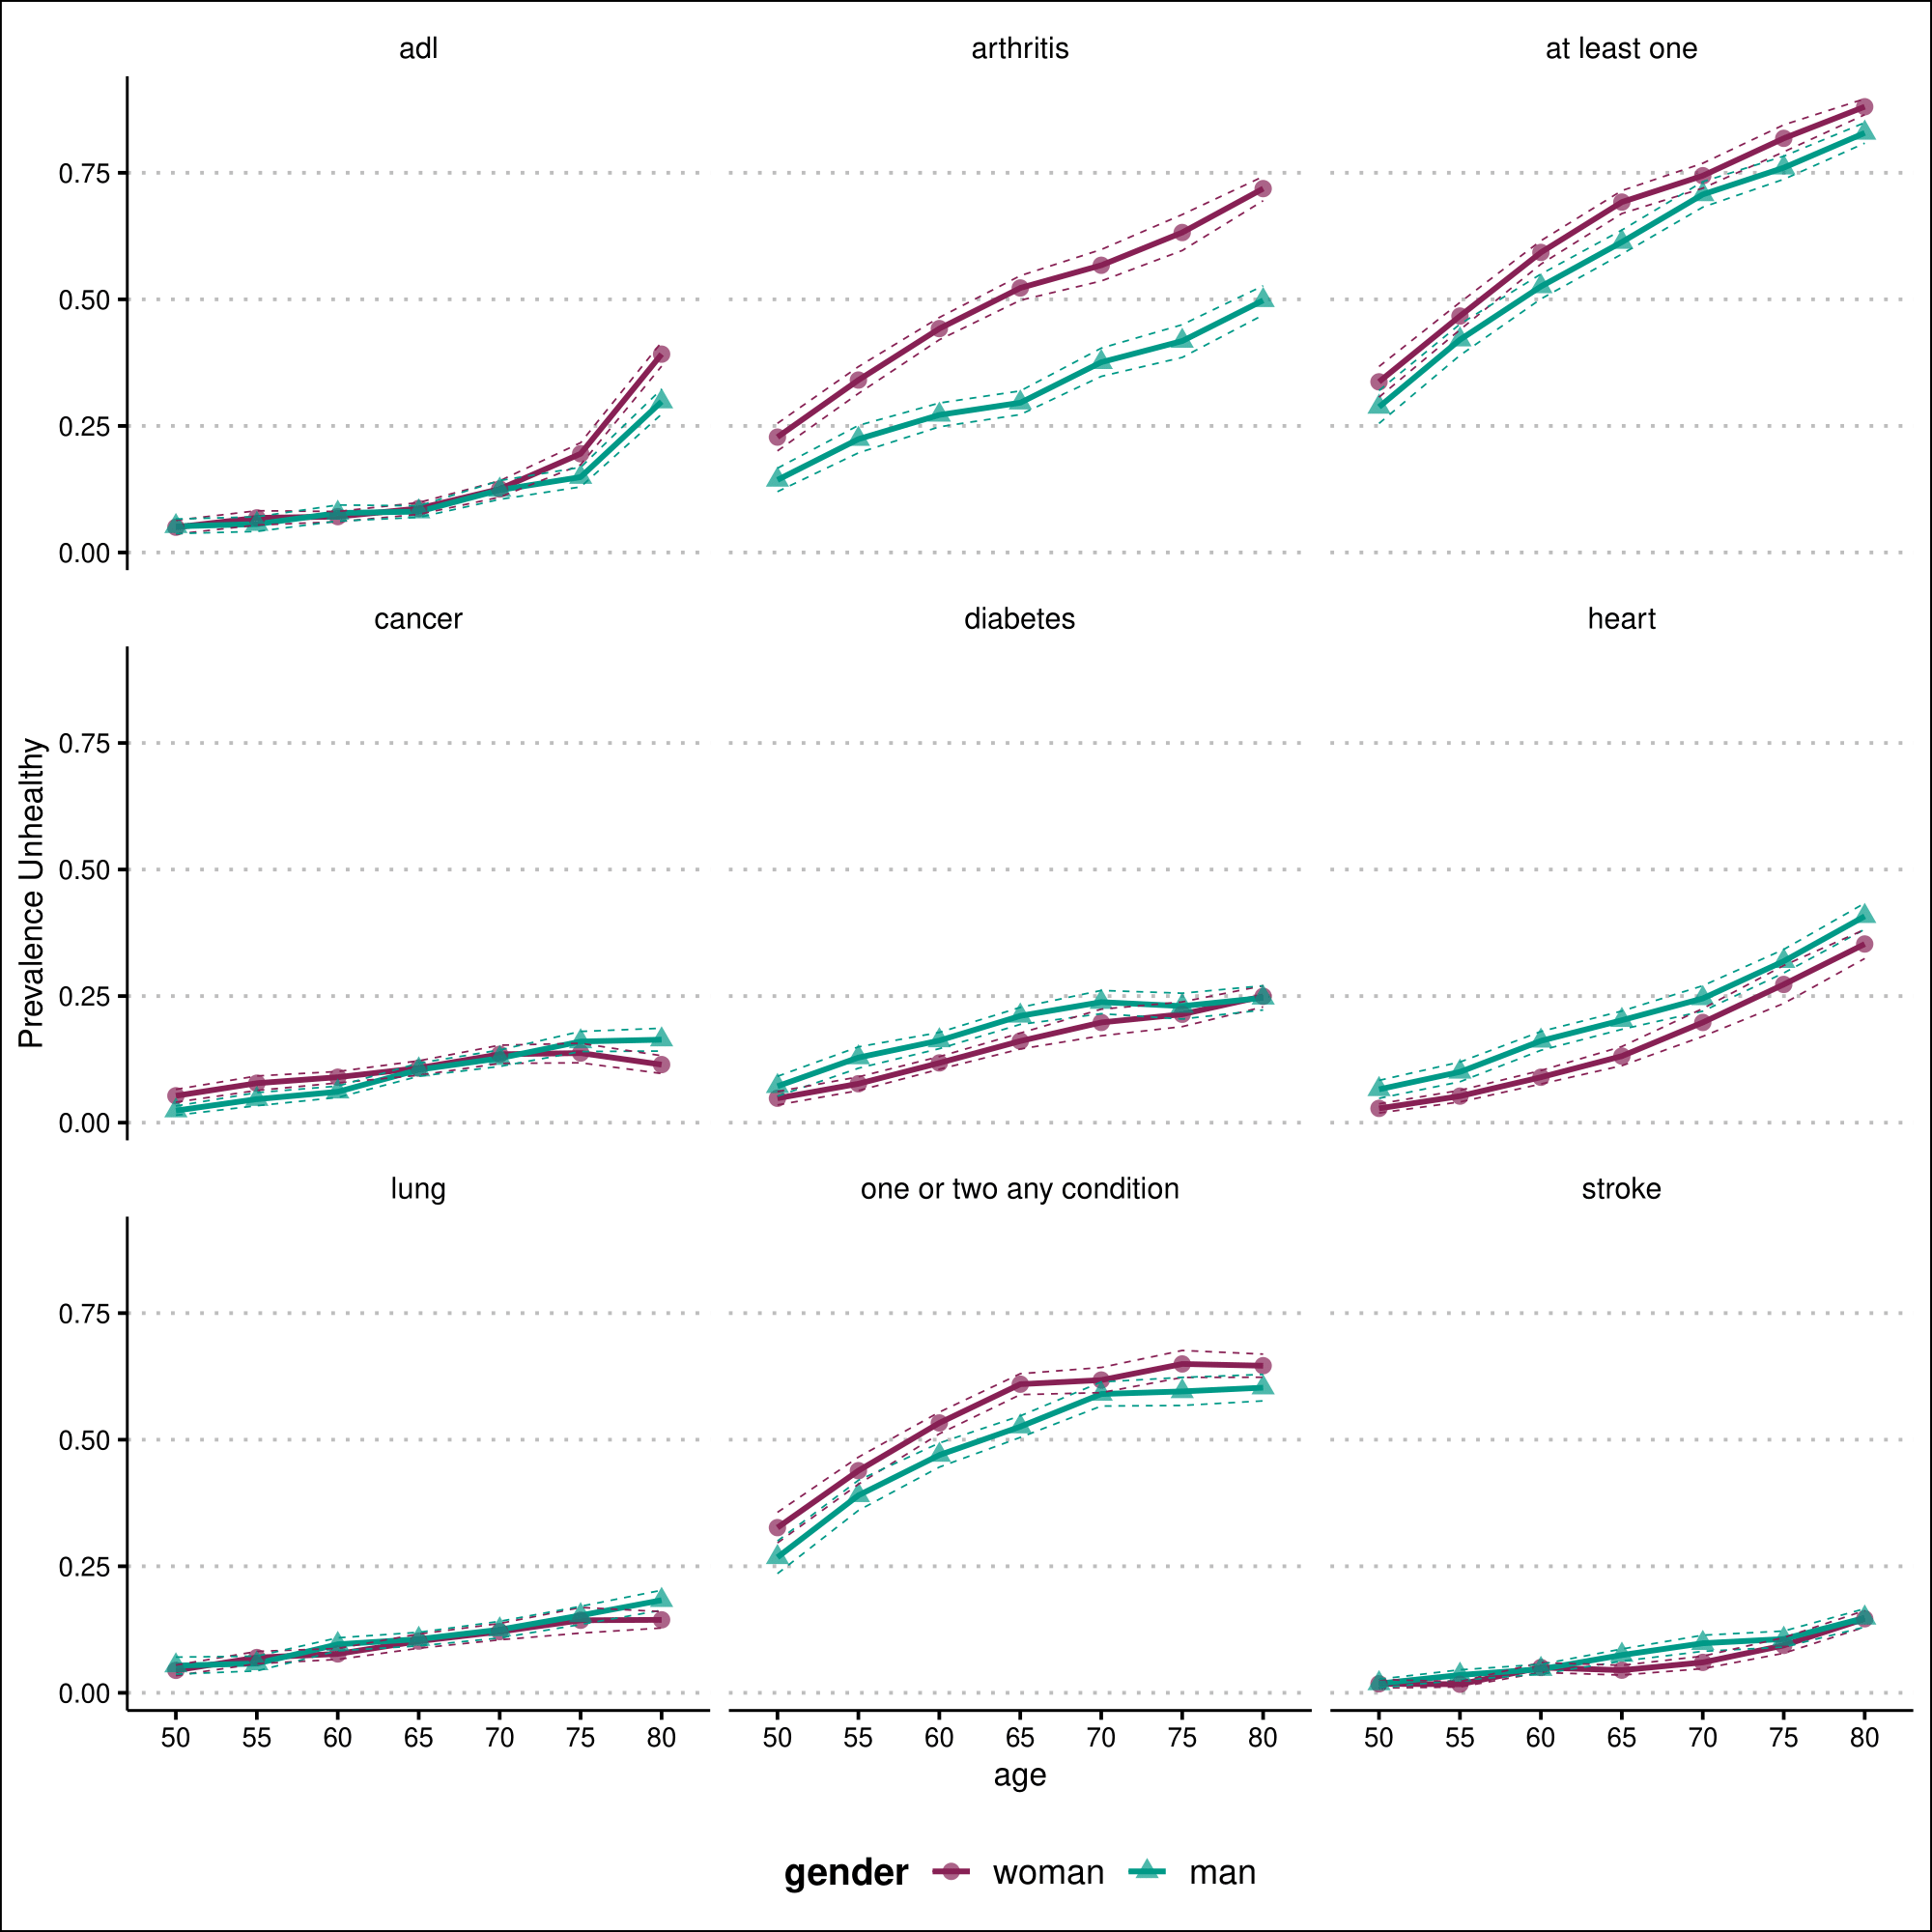 adl arthritis at least one
0.75
0.50
0.25
0.00
cancer diabetes heart
Prevalence Unhealthy
0.75
0.50
0.25
0.00
lung one or two any condition stroke
0.75
0.50
0.25
0.00
50 55 60 65 70 75 80 50 55 60 65 70 75 80 50 55 60 65 70 75 80
age
gender woman man